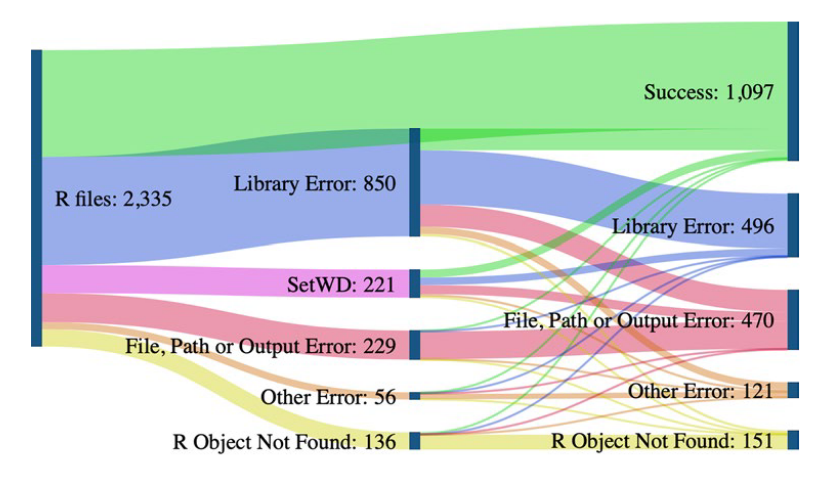 Success: 1,097
Library Error: 850
R files: 2,335
Library Error: 496
SetWD: 221
File, Path or Output Error: 470
File, Path or Output Error: 229
Other Error: 121
Other Error: 56
R Object Not Found: 136
R Object Not Found: 151